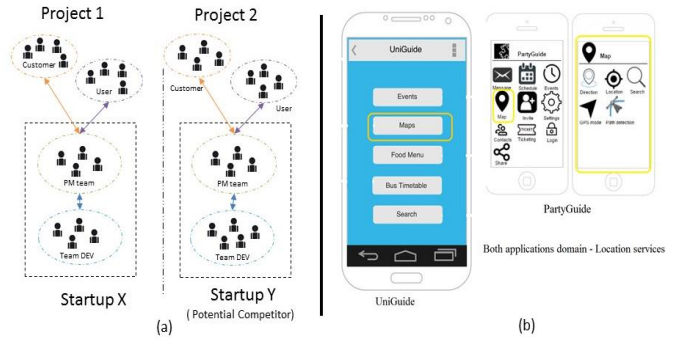 Project 1
Project 2
Customer
User
Customer
User
PM team
PM team
Team DEV
Team DEV
Startup X
Startup Y
( Potential Competitor)
(a)
UniGuide
Events
Maps
Food Menu
Bus Timetable
Search
UniGuide
PartyGuide
Message
Schedule
Events
Map
Invite
Settings
Contacts
Ticketing
Login
Share
Map
Direction
Location
Search
GPS mode
Path detection
PartyGuide
Both applications domain - Location services
(b)